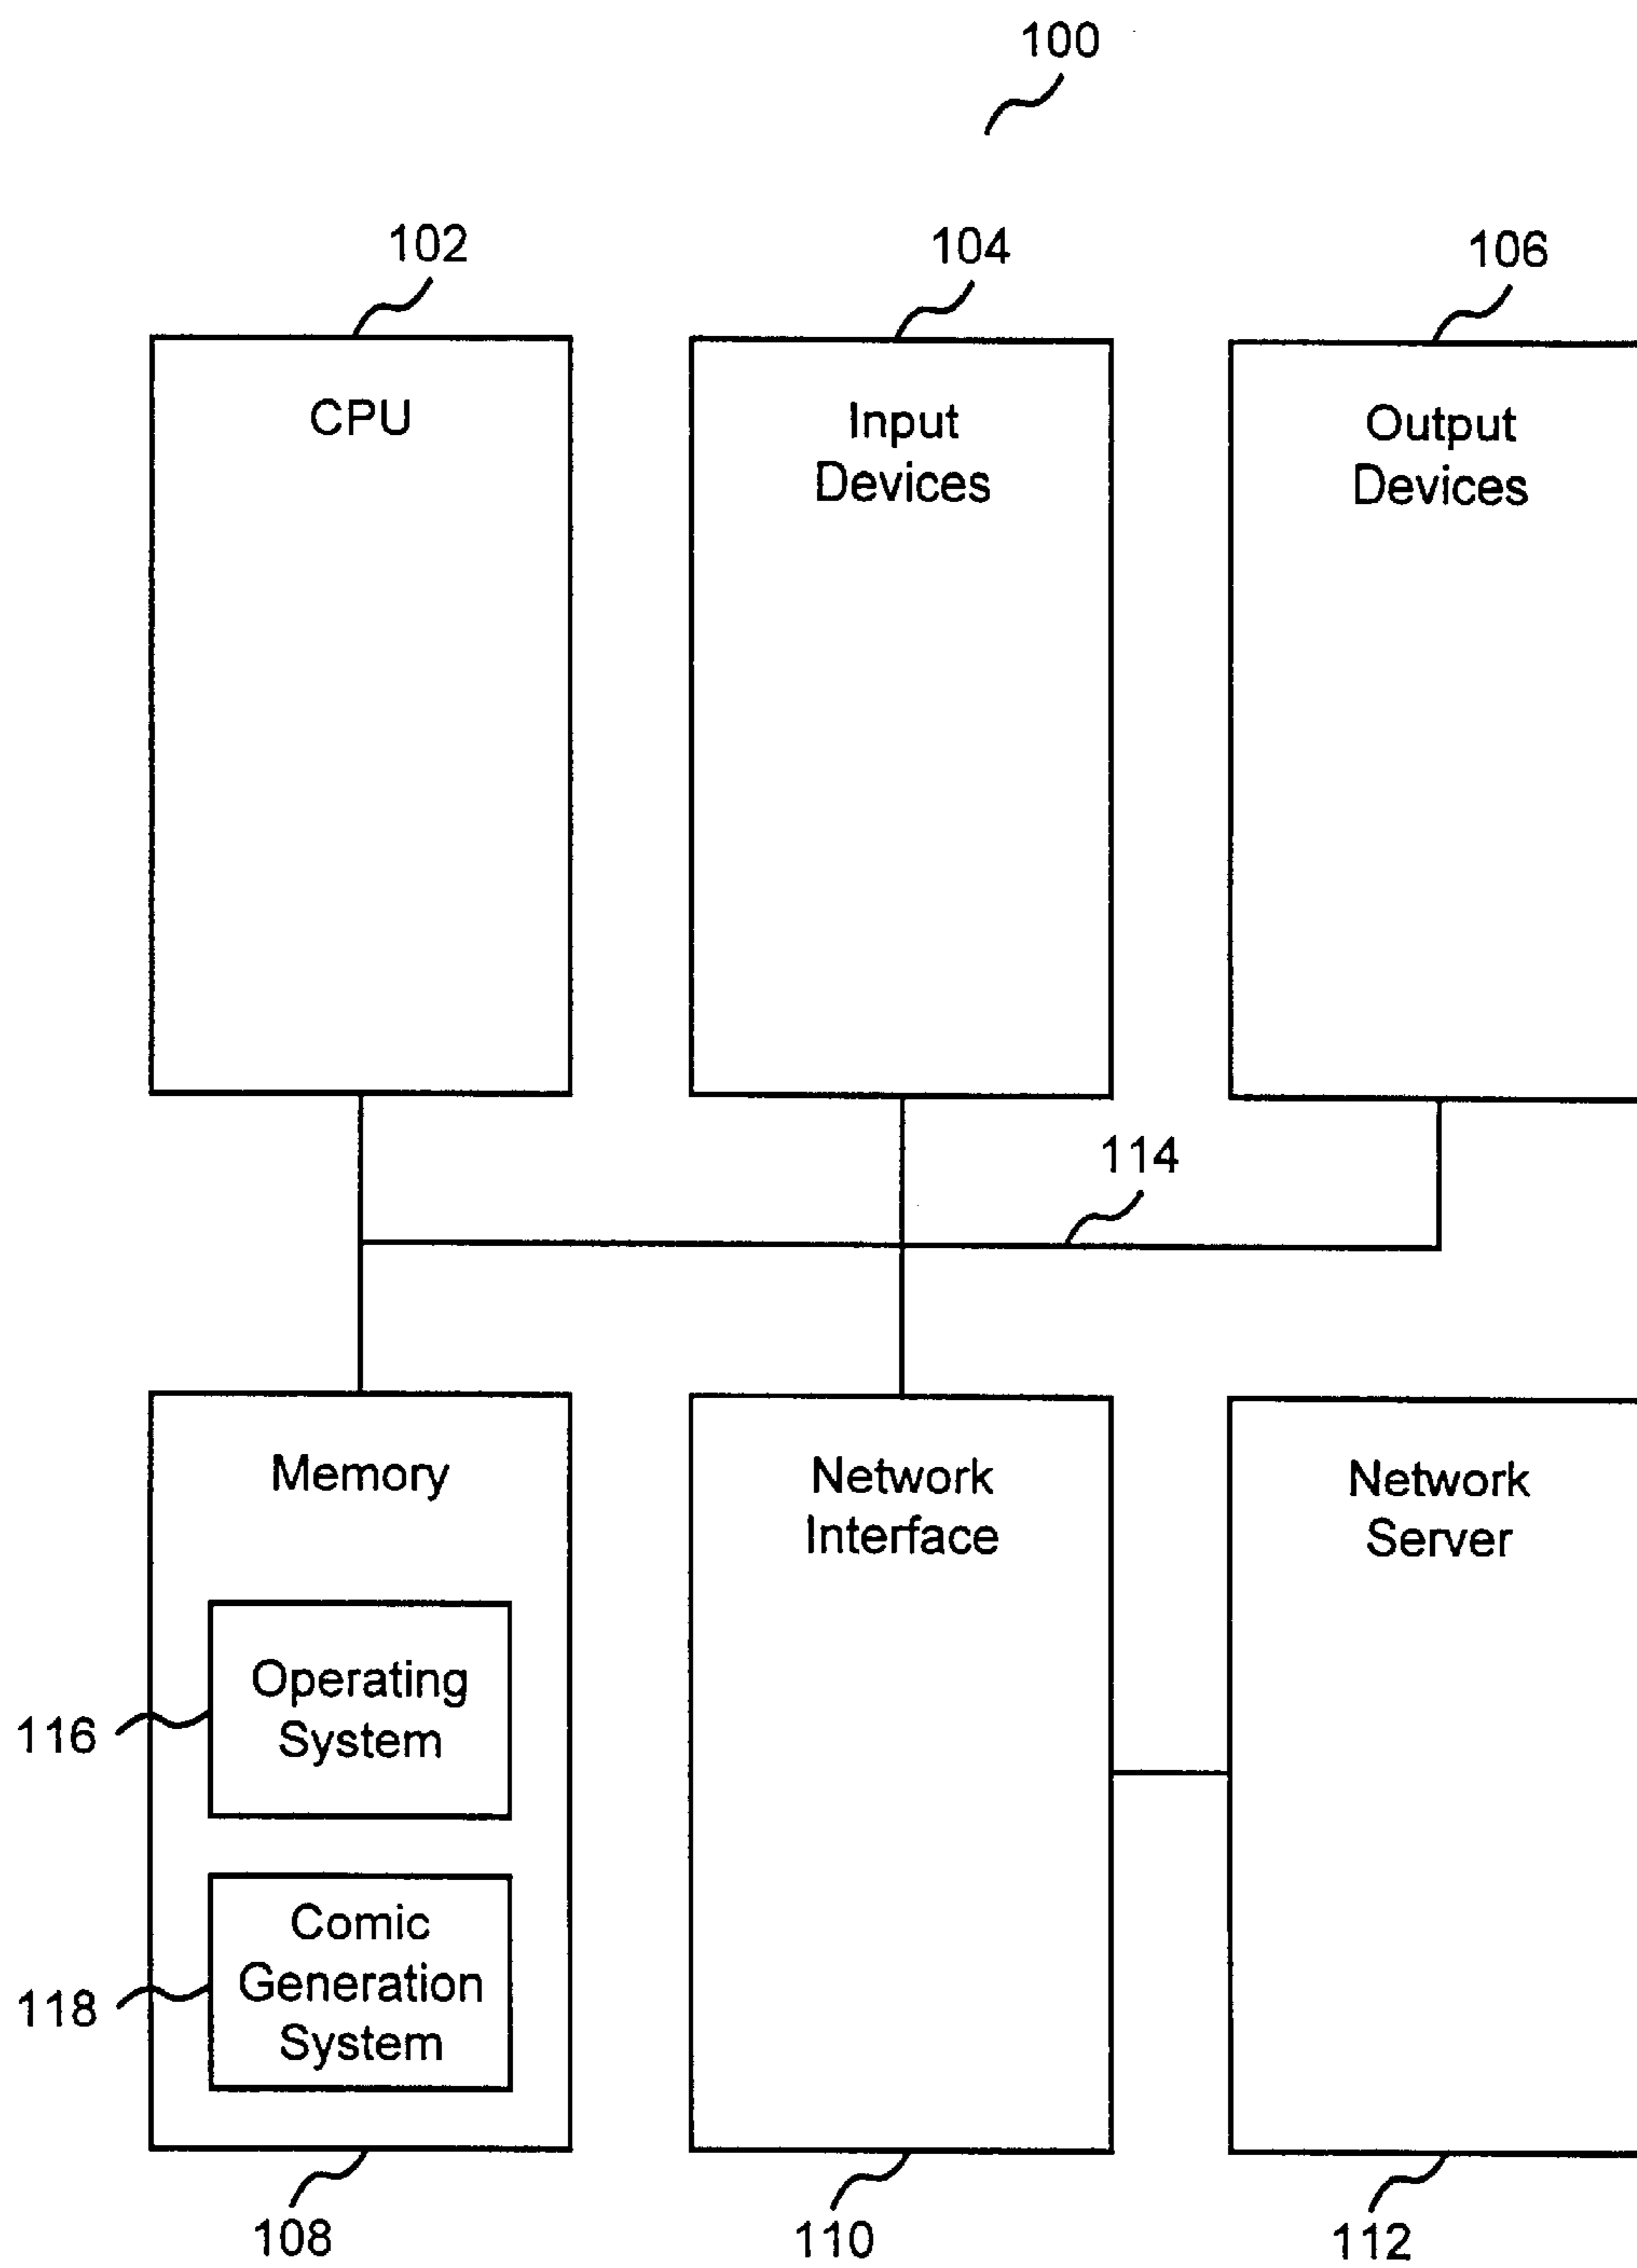 100
102
104
106
CPU
Input
Devices
Output
Devices
114
Memory
Network
Interface
Network
Server
Operating
System
116
Comic
Generation
System
118
108
110
112